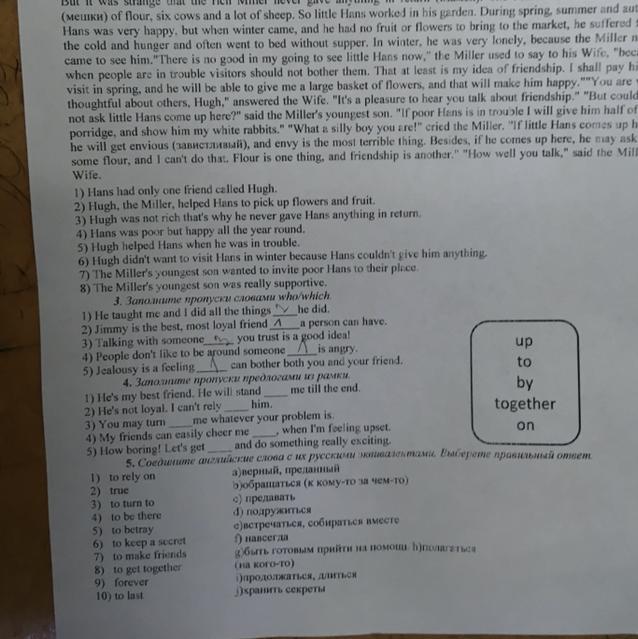 But it was strange that the rich Miller never gave anything in return
(мешки) of flour, six cows and a lot of sheep. So little Hans worked in his garden. During spring, summer and
Hans was very happy, but when winter came, and he had no fruit or flowers to bring to the market, he suffered
the cold and hunger and often went to bed without supper. In winter, he was very lonely, because the Miller
came to see him."There is no good in my going to see little Hans now," the Miller used to say to his Wife,
when people are in trouble visitors should not bother them. That at least is my idea of friendship. I shall pay
visit in spring, and he will be able to give me a large basket of flowers, and that will make him happy.""You are
thoughtful about others, Hugh," answered the Wife. "It's a pleasure to hear you talk about friendship." "But could
not ask little Hans come up here?" said the Miller's youngest son. "If poor Hans is in trouble I will give him half of
porridge, and show him my white rabbits." "What a silly boy you are!" cried the Miller. "If little Hans comes up
he will get envious (завистливый), and envy is the most terrible thing. Besides, if he comes up here, he may ask
some flour, and I can't do that. Flour is one thing, and friendship is another." "How well you talk," said the
Wife.
1) Hans had only one friend called Hugh.
2) Hugh, the Miller, helped Hans to pick up flowers and fruit.
3) Hugh was not rich that's why he never gave Hans anything in return.
4) Hans was poor but happy all the year round.
5) Hugh helped Hans when he was in trouble.
6) Hugh didn't want to visit Hans in winter because Hans couldn't give him anything.
7) The Miller's youngest son wanted to invite poor Hans to their place.
8) The Miller's youngest son was really supportive.
3. Заполните пропуски словами who/which.
1) He taught me and I did all the things ____ he did.
2) Jimmy is the best, most loyal friend ____ a person can have.
3) Talking with someone ____ you trust is a good idea!
4) People don't like to be around someone ____ is angry.
5) Jealousy is a feeling ____ can bother both you and your friend.
4. Заполните пропуски предлогами из рамки.
1) He's my best friend. He will stand ____ me till the end.
2) He's not loyal. I can't rely ____ him.
3) You may turn ____ me whatever your problem is.
4) My friends can easily cheer me ____, when I'm feeling upset.
5) How boring! Let's get ____ and do something really exciting.
up
to
by
together
on
5. Соедините английские слова с их русскими эквивалентами. Выберете правильный ответ.
1) to rely on
2) true
3) to turn to
4) to be there
5) to betray
6) to keep a secret
7) to make friends
8) to get together
9) forever
10) to last
a)верный, преданный
b)обращаться (к кому-то за чем-то)
c) предавать
d) подружиться
e)встречаться, собираться вместе
f) навсегда
g)быть готовым прийти на помощь h)полагаться
(на кого-то)
i)продолжаться, длиться
j)хранить секреты